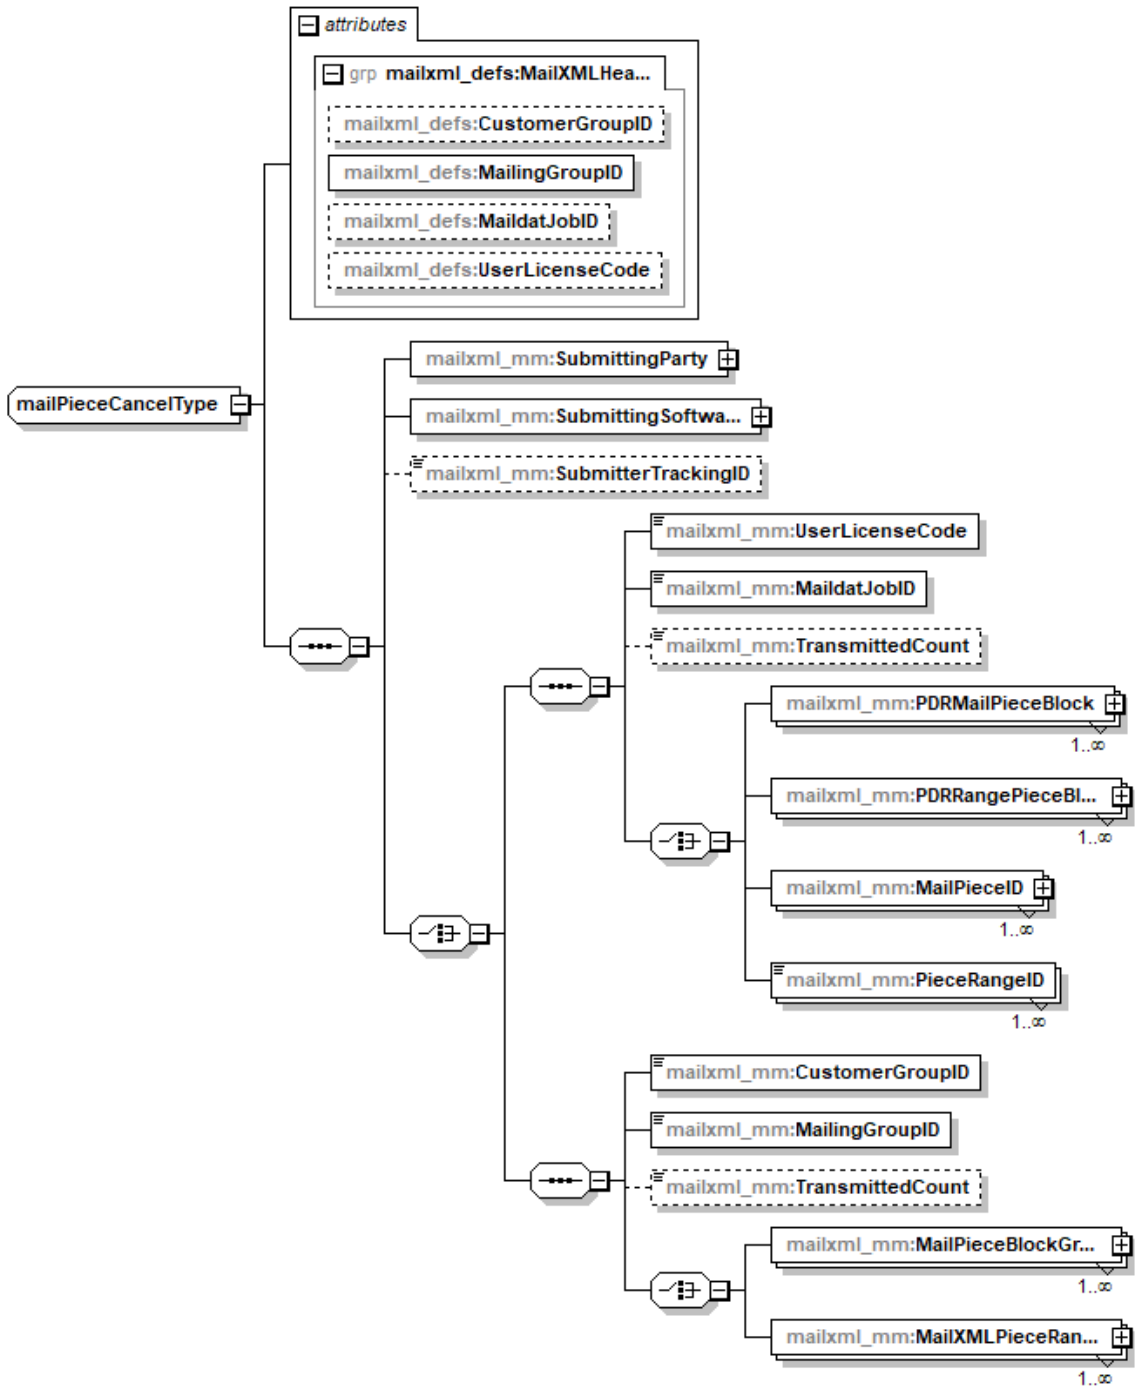 attributes
grp mailxml_defs:MailXMLHea...
mailxml_defs:CustomerGroupID
mailxml_defs:MailingGroupID
mailxml_defs:MaildatJobID
mailxml_defs:UserLicenseCode
mailPieceCancelType
mailxml_mm:SubmittingParty
mailxml_mm:SubmittingSoftwa...
mailxml_mm:SubmitterTrackingID
mailxml_mm:UserLicenseCode
mailxml_mm:MaildatJobID
mailxml_mm:TransmittedCount
mailxml_mm:PDRMailPieceBlock
1..∞
mailxml_mm:PDRRangePieceBl...
1..∞
mailxml_mm:MailPieceID
1..∞
mailxml_mm:PieceRangeID
1..∞
mailxml_mm:CustomerGroupID
mailxml_mm:MailingGroupID
mailxml_mm:TransmittedCount
mailxml_mm:MailPieceBlockGr...
1..∞
mailxml_mm:MailXMLPieceRan...
1..∞